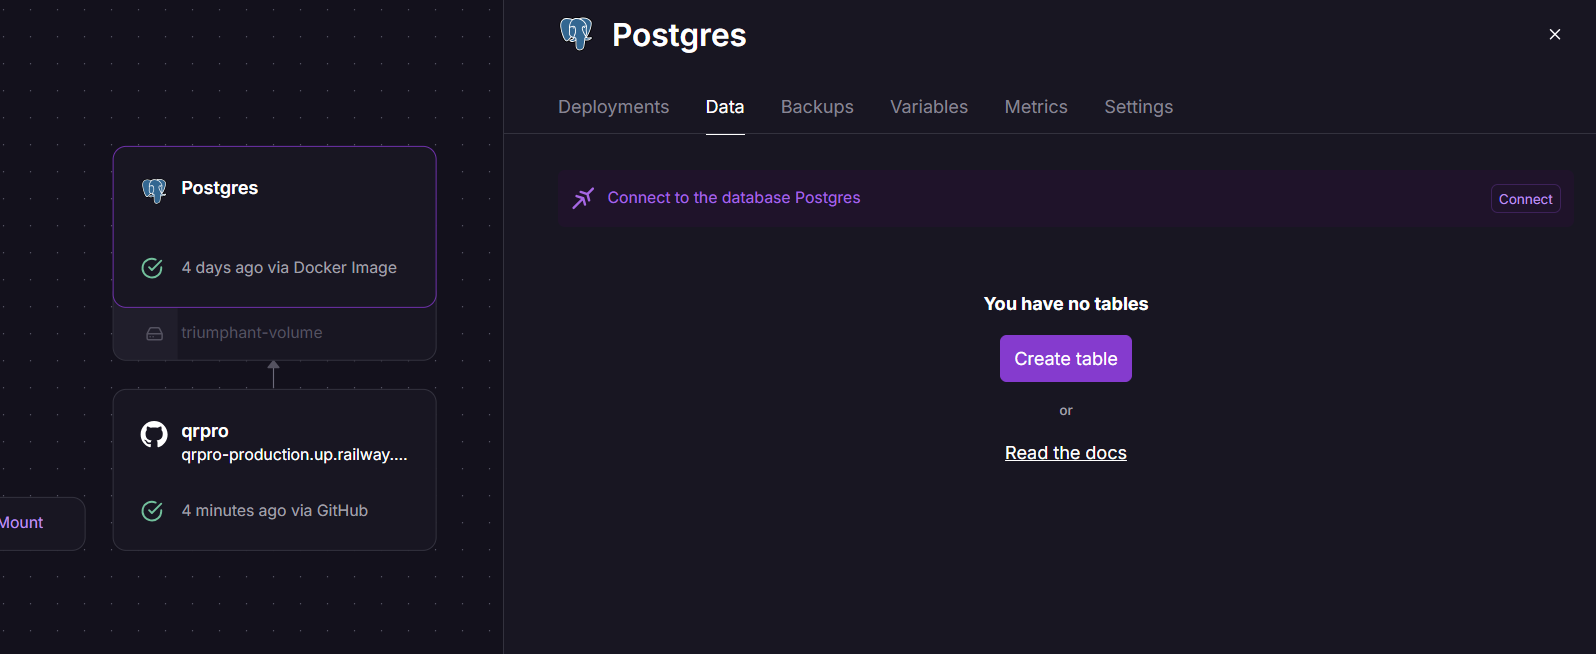 Postgres
Deployments Data Backups Variables Metrics Settings
Connect to the database Postgres
Connect
You have no tables
Create table
or
Read the docs
Postgres
4 days ago via Docker Image
triumphant-volume
qrpro
qrpro-production.up.railway....
4 minutes ago via GitHub
Mount